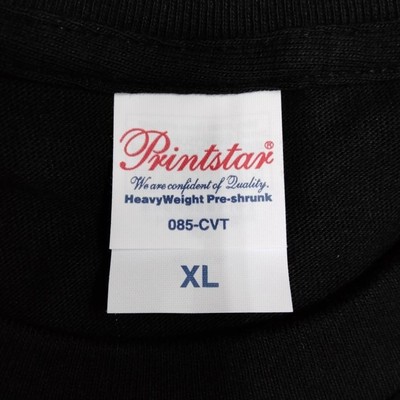 Printstar®
We are confident of Quality.
HeavyWeight Pre-shrunk
085-CVT
XL